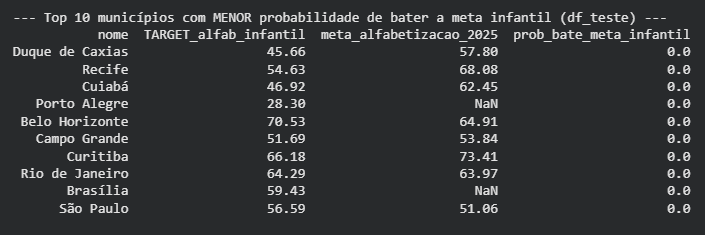 --- Top 10 municípios com MENOR probabilidade de bater a meta infantil (df_teste) ---
nome TARGET_alfab_infantil meta_alfabetizacao_2025 prob_bate_meta_infantil
Duque de Caxias 45.66 57.80 0.0
Recife 54.63 68.08 0.0
Cuiabá 46.92 62.45 0.0
Porto Alegre 28.30 NaN 0.0
Belo Horizonte 70.53 64.91 0.0
Campo Grande 51.69 53.84 0.0
Curitiba 66.18 73.41 0.0
Rio de Janeiro 64.29 63.97 0.0
Brasília 59.43 NaN 0.0
São Paulo 56.59 51.06 0.0